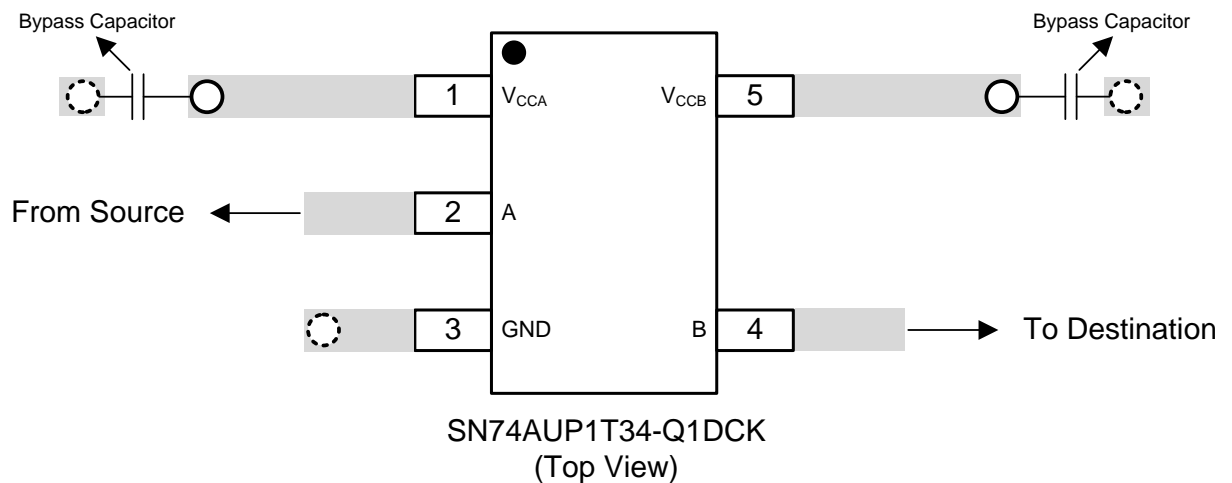 Bypass Capacitor
Bypass Capacitor
1
VCCA
VCCB
5
From Source
2
A
3
GND
B
4
To Destination
SN74AUP1T34-Q1DCK
(Top View)